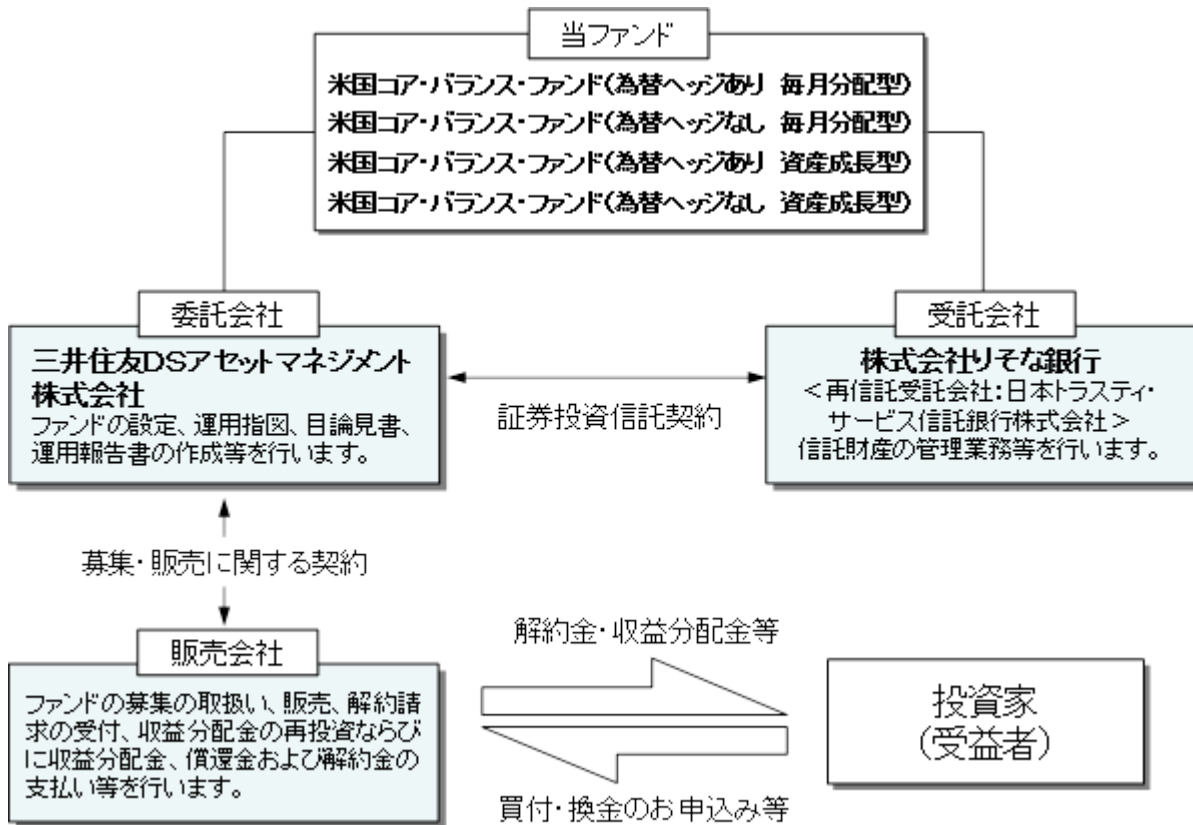 当ファンド
米国コア・バランス・ファンド(為替ヘッジあり 毎月分配型)
米国コア・バランス・ファンド(為替ヘッジなし 毎月分配型)
米国コア・バランス・ファンド(為替ヘッジあり 資産成長型)
米国コア・バランス・ファンド(為替ヘッジなし 資産成長型)
委託会社
三井住友DSアセットマネジメント
株式会社
ファンドの設定、運用指図、目論見書、
運用報告書の作成等を行います。
証券投資信託契約
受託会社
株式会社りそな銀行
<再信託受託会社:日本トラスティ・
サービス信託銀行株式会社>
信託財産の管理業務等を行います。
募集・販売に関する契約
販売会社
ファンドの募集の取扱い、販売、解約請
求の受付、収益分配金の再投資ならび
に収益分配金、償還金および解約金の
支払い等を行います。
解約金・収益分配金等
買付・換金のお申込み等
投資家
(受益者)